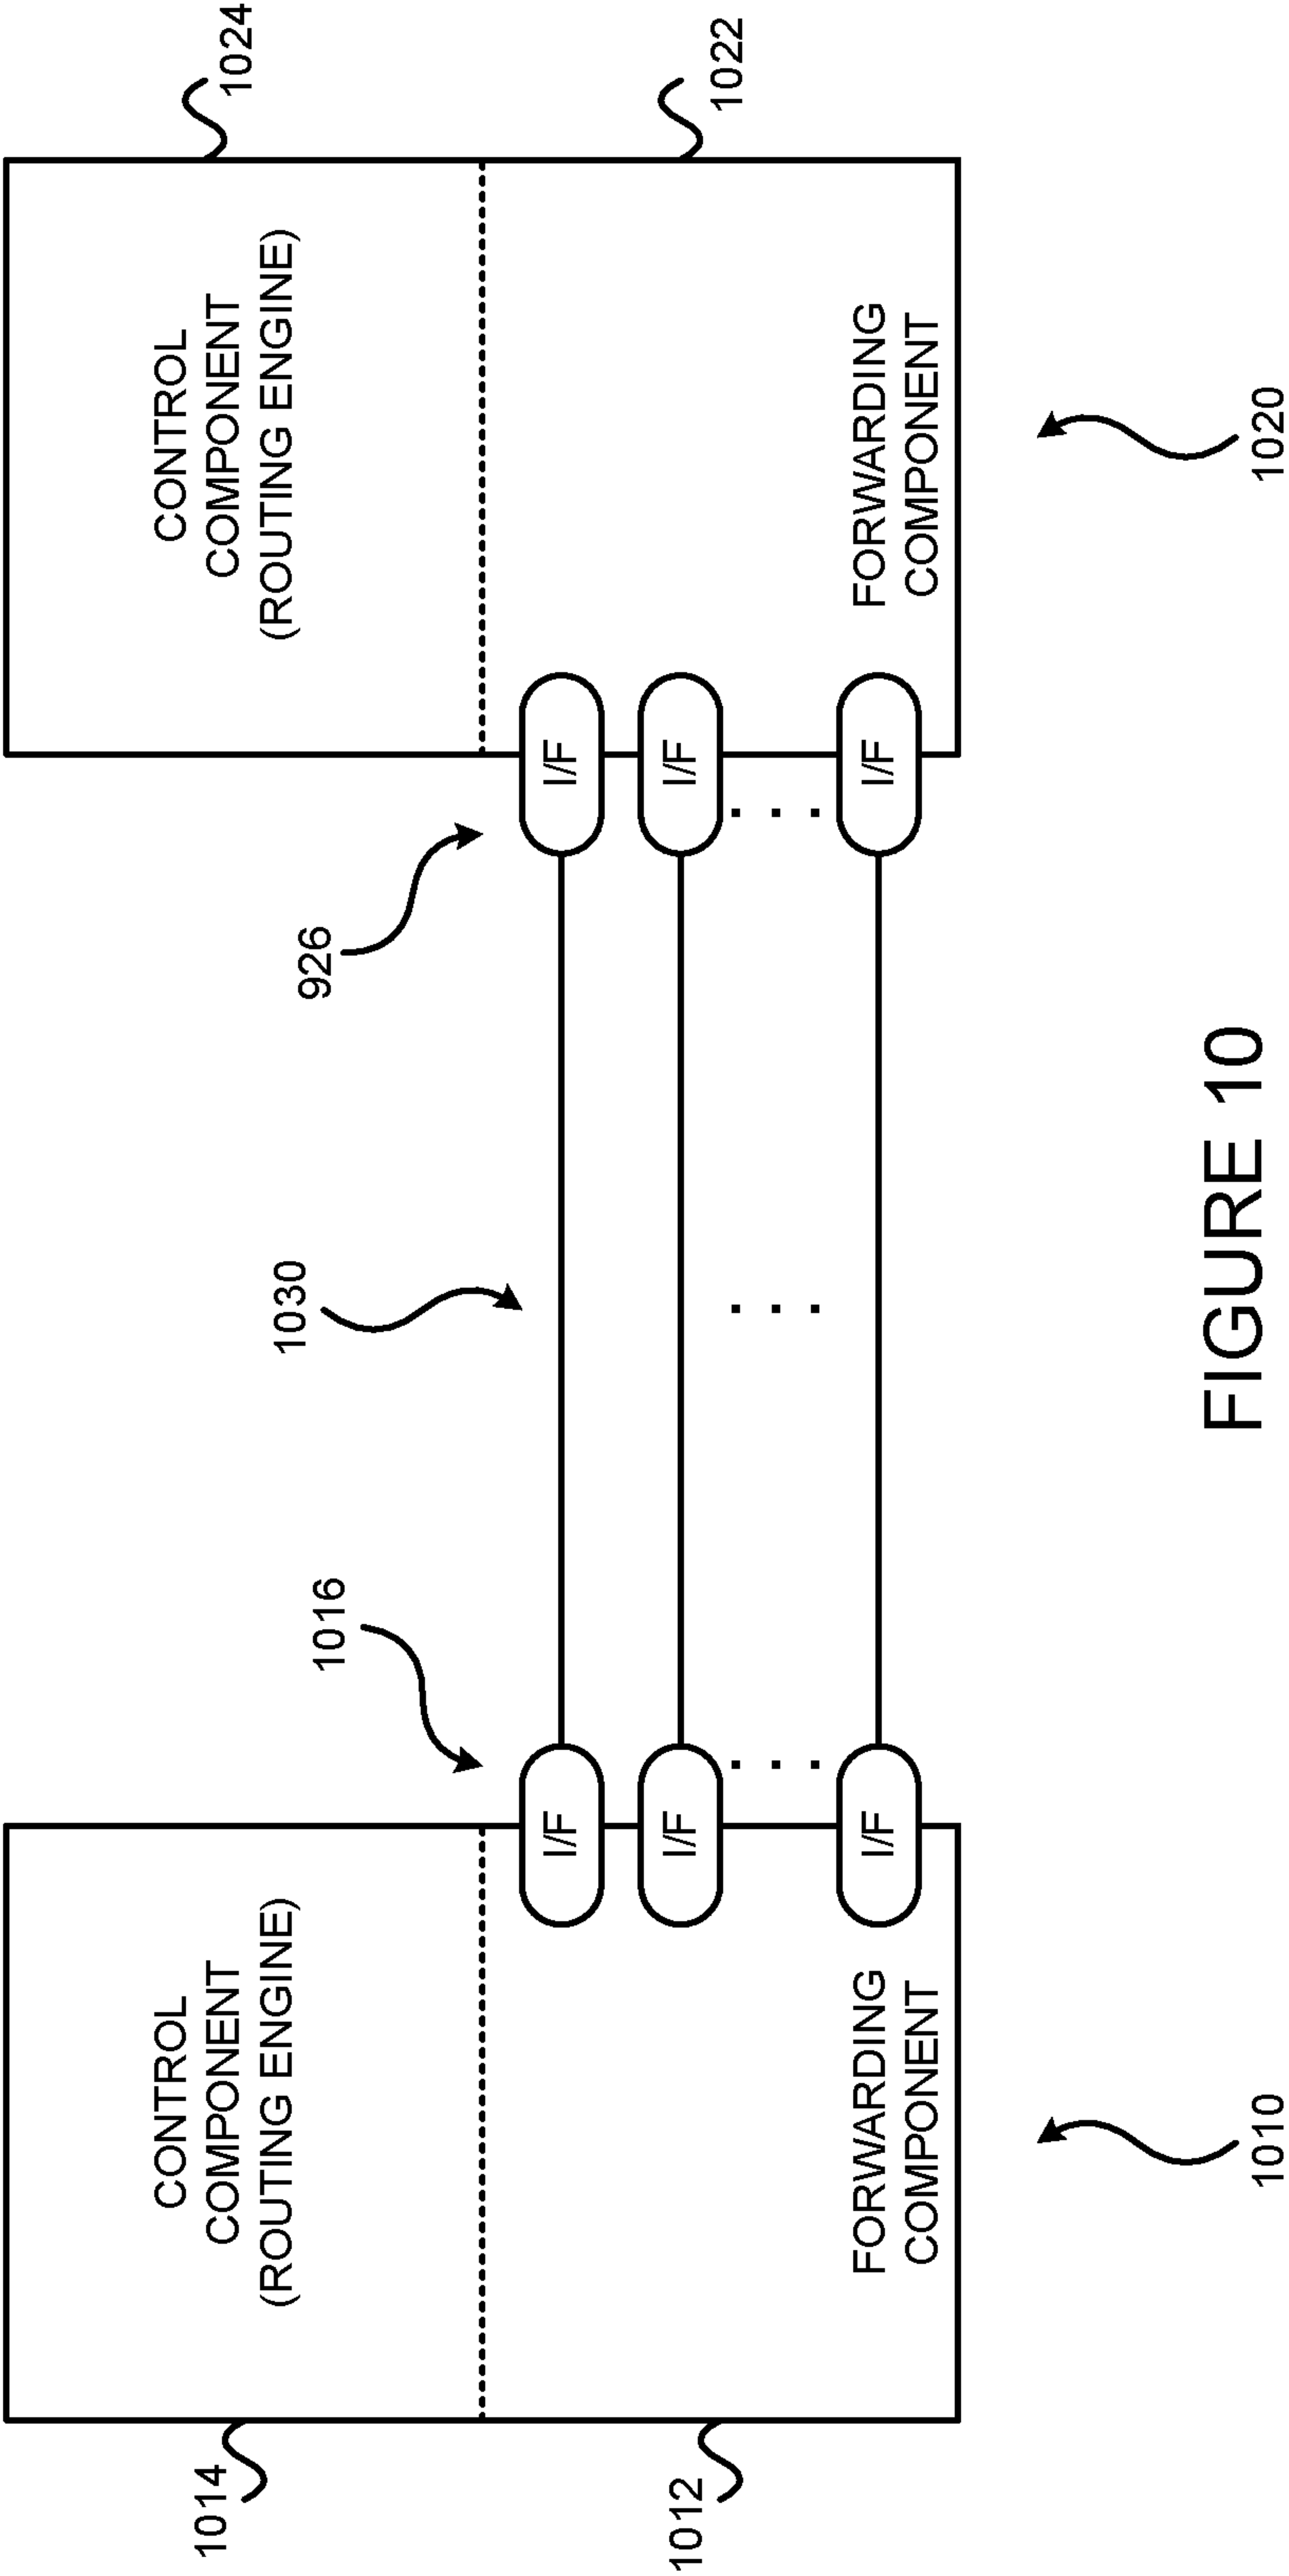 1014
CONTROL
COMPONENT
(ROUTING ENGINE)
1012
FORWARDING
COMPONENT
I/F
I/F
I/F
1016
1030
926
I/F
I/F
I/F
CONTROL
COMPONENT
(ROUTING ENGINE)
1024
FORWARDING
COMPONENT
1022
1010
1020
FIGURE 10